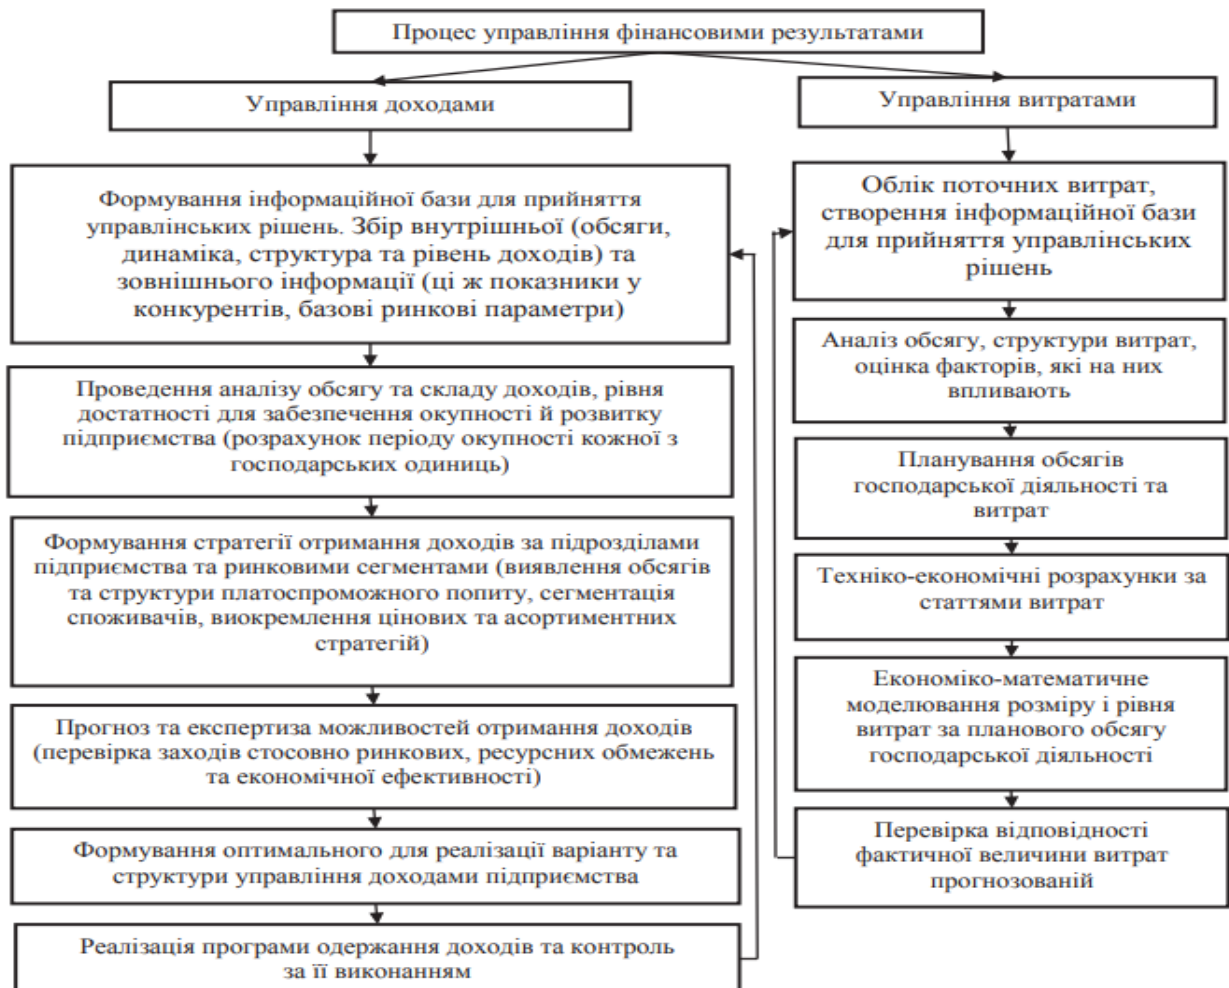 Процес управління фінансовими результатами
Управління доходами
Формування інформаційної бази для прийняття
управлінських рішень. Збір внутрішньої (обсяги,
динаміка, структура та рівень доходів) та
зовнішнього інформації (ці ж показники у
конкурентів, базові ринкові параметри)
Проведення аналізу обсягу та складу доходів, рівня
достатності для забезпечення окупності й розвитку
підприємства (розрахунок періоду окупності кожної з
господарських одиниць)
Формування стратегії отримання доходів за підрозділами
підприємства та ринковими сегментами (виявлення обсягів
та структури платоспроможного попиту, сегментація
споживачів, виокремлення цінових та асортиментних
стратегій)
Прогноз та експертиза можливостей отримання доходів
(перевірка заходів стосовно ринкових, ресурсних обмежень
та економічної ефективності)
Формування оптимального для реалізації варіанту та
структури управління доходами підприємства
Реалізація програми одержання доходів та контроль
за її виконанням
Управління витратами
Облік поточних витрат,
створення інформаційної бази
для прийняття управлінських
рішень
Аналіз обсягу, структури витрат,
оцінка факторів, які на них
впливають
Планування обсягів
господарської діяльності та
витрат
Техніко-економічні розрахунки за
статтями витрат
Економіко-математичне
моделювання розміру і рівня
витрат за планового обсягу
господарської діяльності
Перевірка відповідності
фактичної величини витрат
прогнозованій